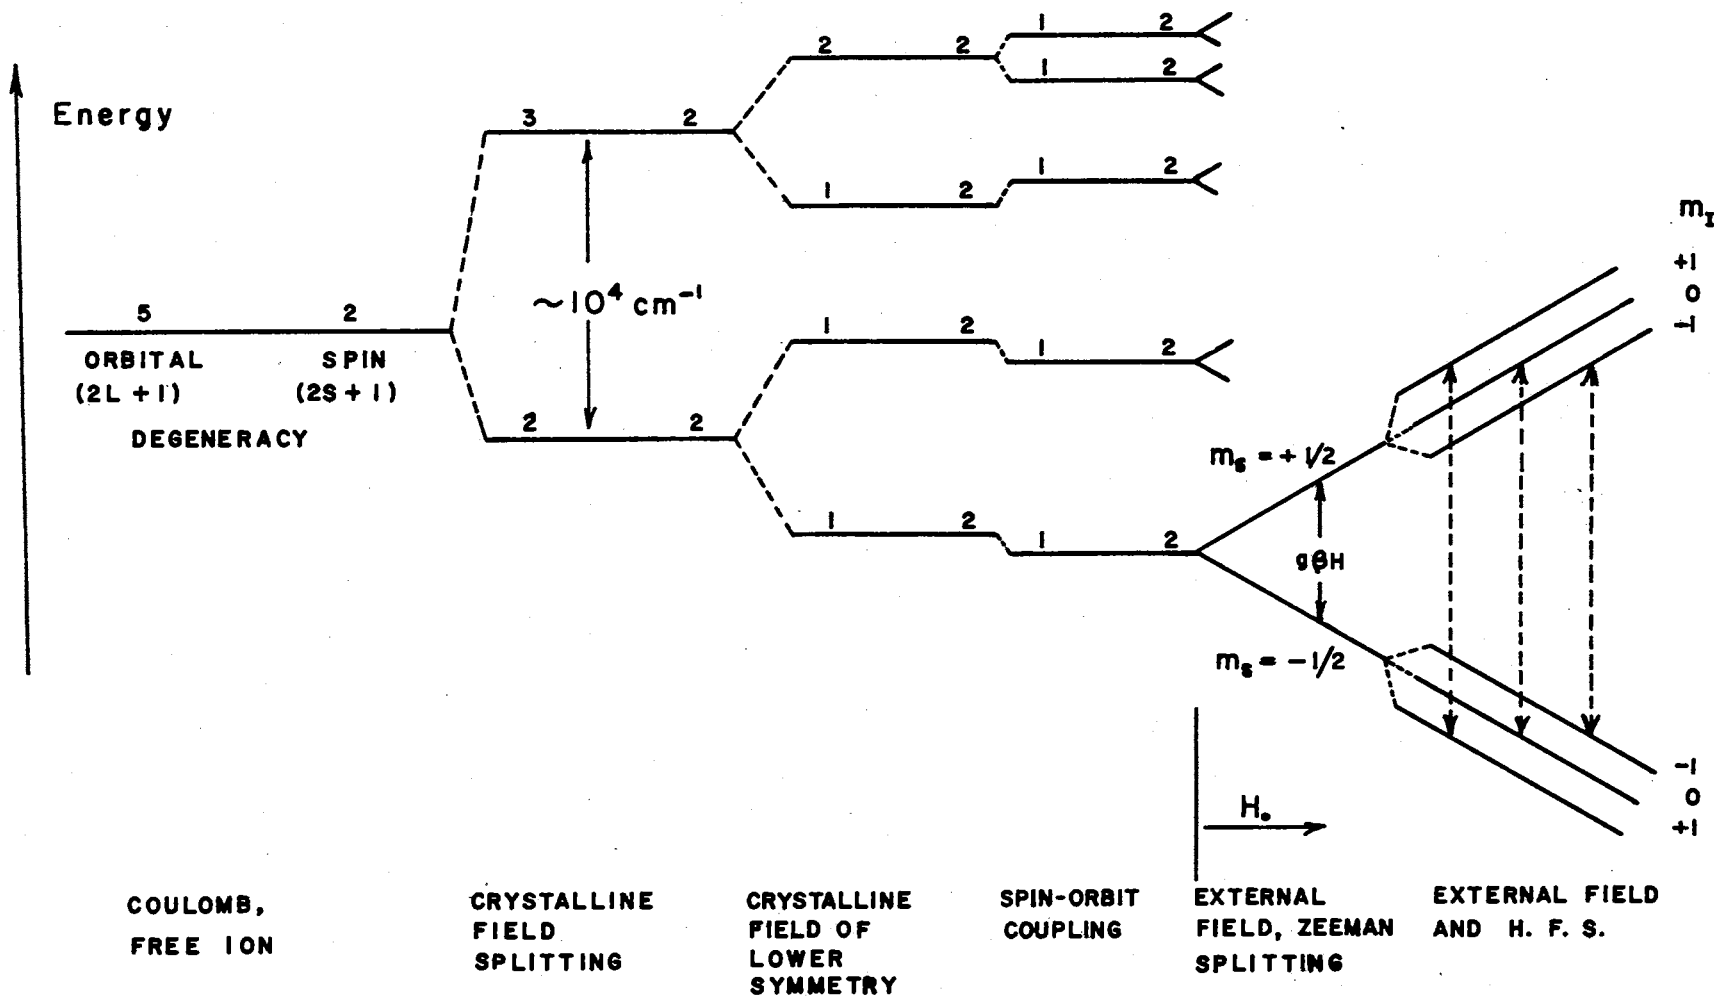 Energy
5 2
ORBITAL SPIN
(2L + 1) (2S + 1)
DEGENERACY
3 2
~10⁴ cm⁻¹
2 2
2 2
1 2
1 2
1 2
1 2
1 2
1 2
1 2
1 2
mₛ = + 1/2
gβH
mₛ = − 1/2
H₀
m_I
+1
0
−1
−1
0
+1
COULOMB,
FREE ION
CRYSTALLINE
FIELD
SPLITTING
CRYSTALLINE
FIELD OF
LOWER
SYMMETRY
SPIN-ORBIT
COUPLING
EXTERNAL
FIELD, ZEEMAN
SPLITTING
EXTERNAL FIELD
AND H. F. S.